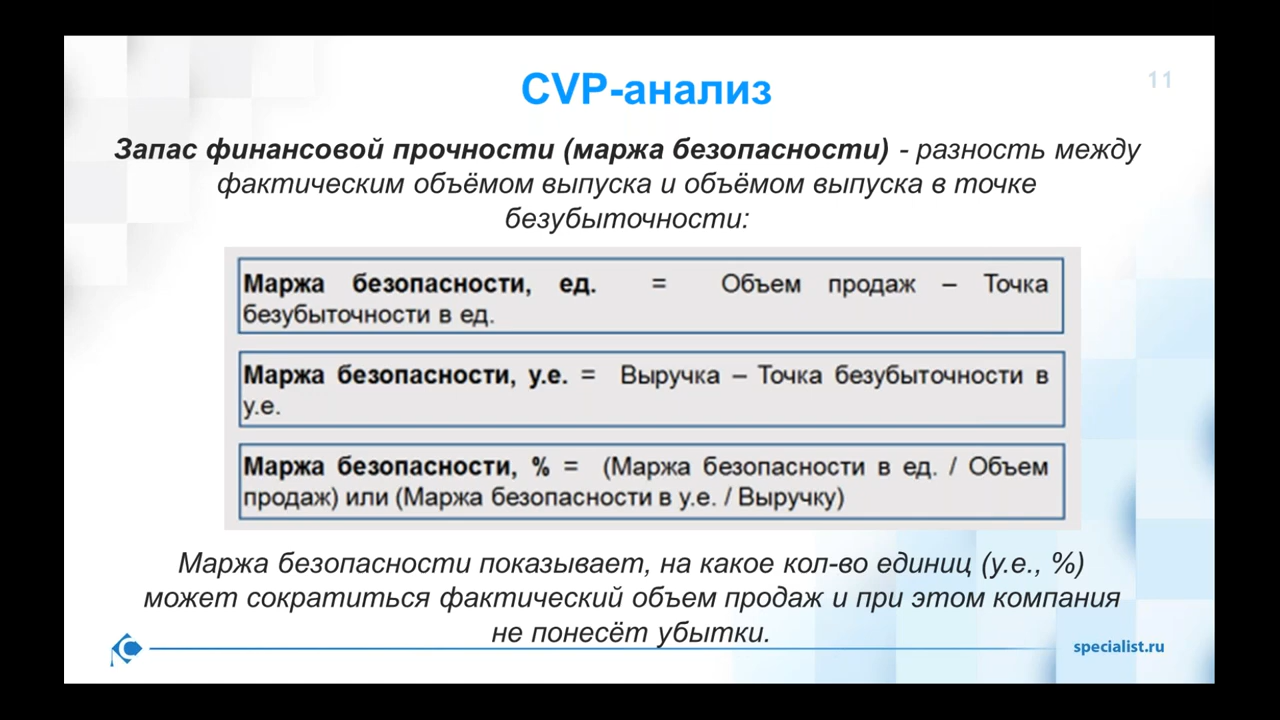 CVP-анализ
11
Запас финансовой прочности (маржа безопасности) - разность между
фактическим объёмом выпуска и объёмом выпуска в точке
безубыточности:
Маржа безопасности, ед. = Объем продаж – Точка
безубыточности в ед.
Маржа безопасности, у.е. = Выручка – Точка безубыточности в
у.е.
Маржа безопасности, % = (Маржа безопасности в ед. / Объем
продаж) или (Маржа безопасности в у.е. / Выручку)
Маржа безопасности показывает, на какое кол-во единиц (у.е., %)
может сократиться фактический объем продаж и при этом компания
не понесёт убытки.
specialist.ru